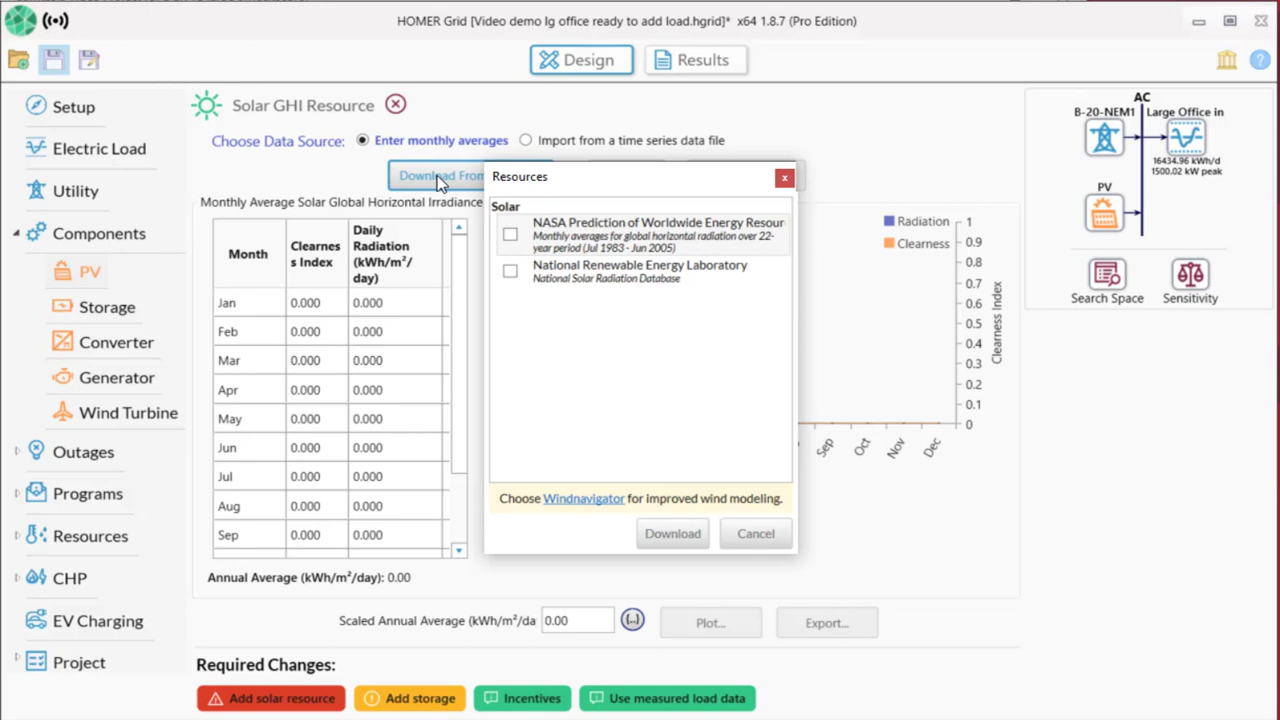 HOMER Grid [Video demo lg office ready to add load.hgrid]* x64 1.8.7 (Pro Edition)
Design
Results
Setup
Electric Load
Utility
Components
PV
Storage
Converter
Generator
Wind Turbine
Outages
Programs
Resources
CHP
EV Charging
Project
Solar GHI Resource
Choose Data Source:
Enter monthly averages
Import from a time series data file
Download From
Monthly Average Solar Global Horizontal Irradiance
Month
Clearnes
s Index
Daily
Radiation
(kWh/m²/
day)
Jan 0.000 0.000
Feb 0.000 0.000
Mar 0.000 0.000
Apr 0.000 0.000
May 0.000 0.000
Jun 0.000 0.000
Jul 0.000 0.000
Aug 0.000 0.000
Sep 0.000 0.000
Annual Average (kWh/m²/day): 0.00
Resources
x
Solar
NASA Prediction of Worldwide Energy Resour
Monthly averages for global horizontal radiation over 22-
year period (Jul 1983 - Jun 2005)
National Renewable Energy Laboratory
National Solar Radiation Database
Choose Windnavigator for improved wind modeling.
Download
Cancel
Radiation
Clearness
1
0.9
0.8
0.7
0.6
0.5
0.4
0.3
0.2
0.1
0
Clearness Index
Sep
Oct
Nov
Dec
Scaled Annual Average (kWh/m²/da
0.00
{..}
Plot...
Export...
Required Changes:
Add solar resource
Add storage
Incentives
Use measured load data
AC
B-20-NEM1
Large Office in
16434.96 kWh/d
1500.02 kW peak
PV
Search Space
Sensitivity
?